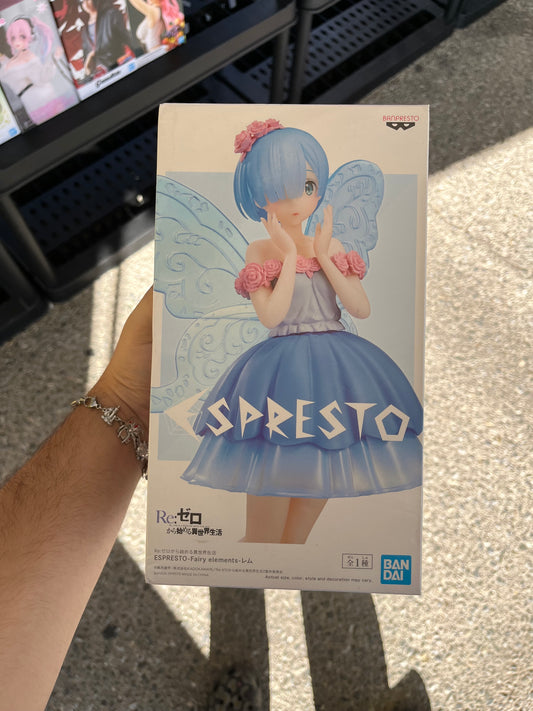 BANPRESTO
ESPRESTO
Re:ゼロ
から始める異世界生活
Re:ゼロから始める異世界生活
ESPRESTO-Fairy elements-レム
全1種
BAN
DAI
Actual size, color, style and decoration may vary.